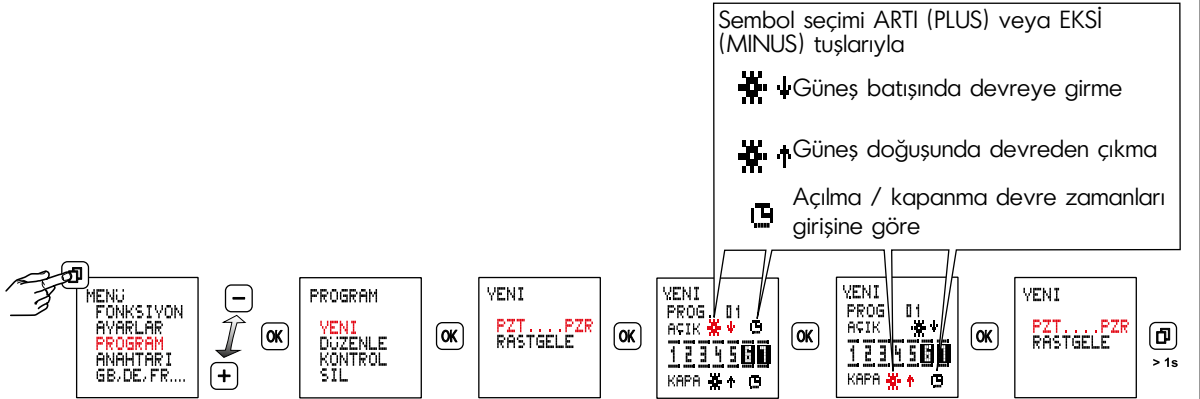 Sembol seçimi ARTI (PLUS) veya EKSİ
(MINUS) tuşlarıyla
Güneş batışında devreye girme
Güneş doğuşunda devreden çıkma
Açılma / kapanma devre zamanları
girişine göre
MENÜ
FONKSIYON
AYARLAR
PROGRAM
ANAHTARI
GB,DE,FR....
−
+
OK
PROGRAM
YENI
DÜZENLE
KONTROL
SIL
OK
YENI
PZT....PZR
RASTGELE
OK
YENI
PROG. 01
AÇIK
1 2 3 4 5 6 7
KAPA
OK
YENI
PROG 01
AÇIK
1 2 3 4 5 6 7
KAPA
OK
YENI
PZT....PZR
RASTGELE
> 1s